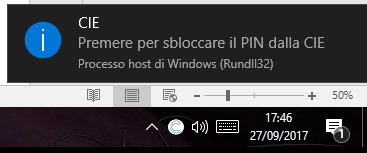 CIE
Premere per sbloccare il PIN dalla CIE
Processo host di Windows (Rundll32)
50%
17:46
27/09/2017
1